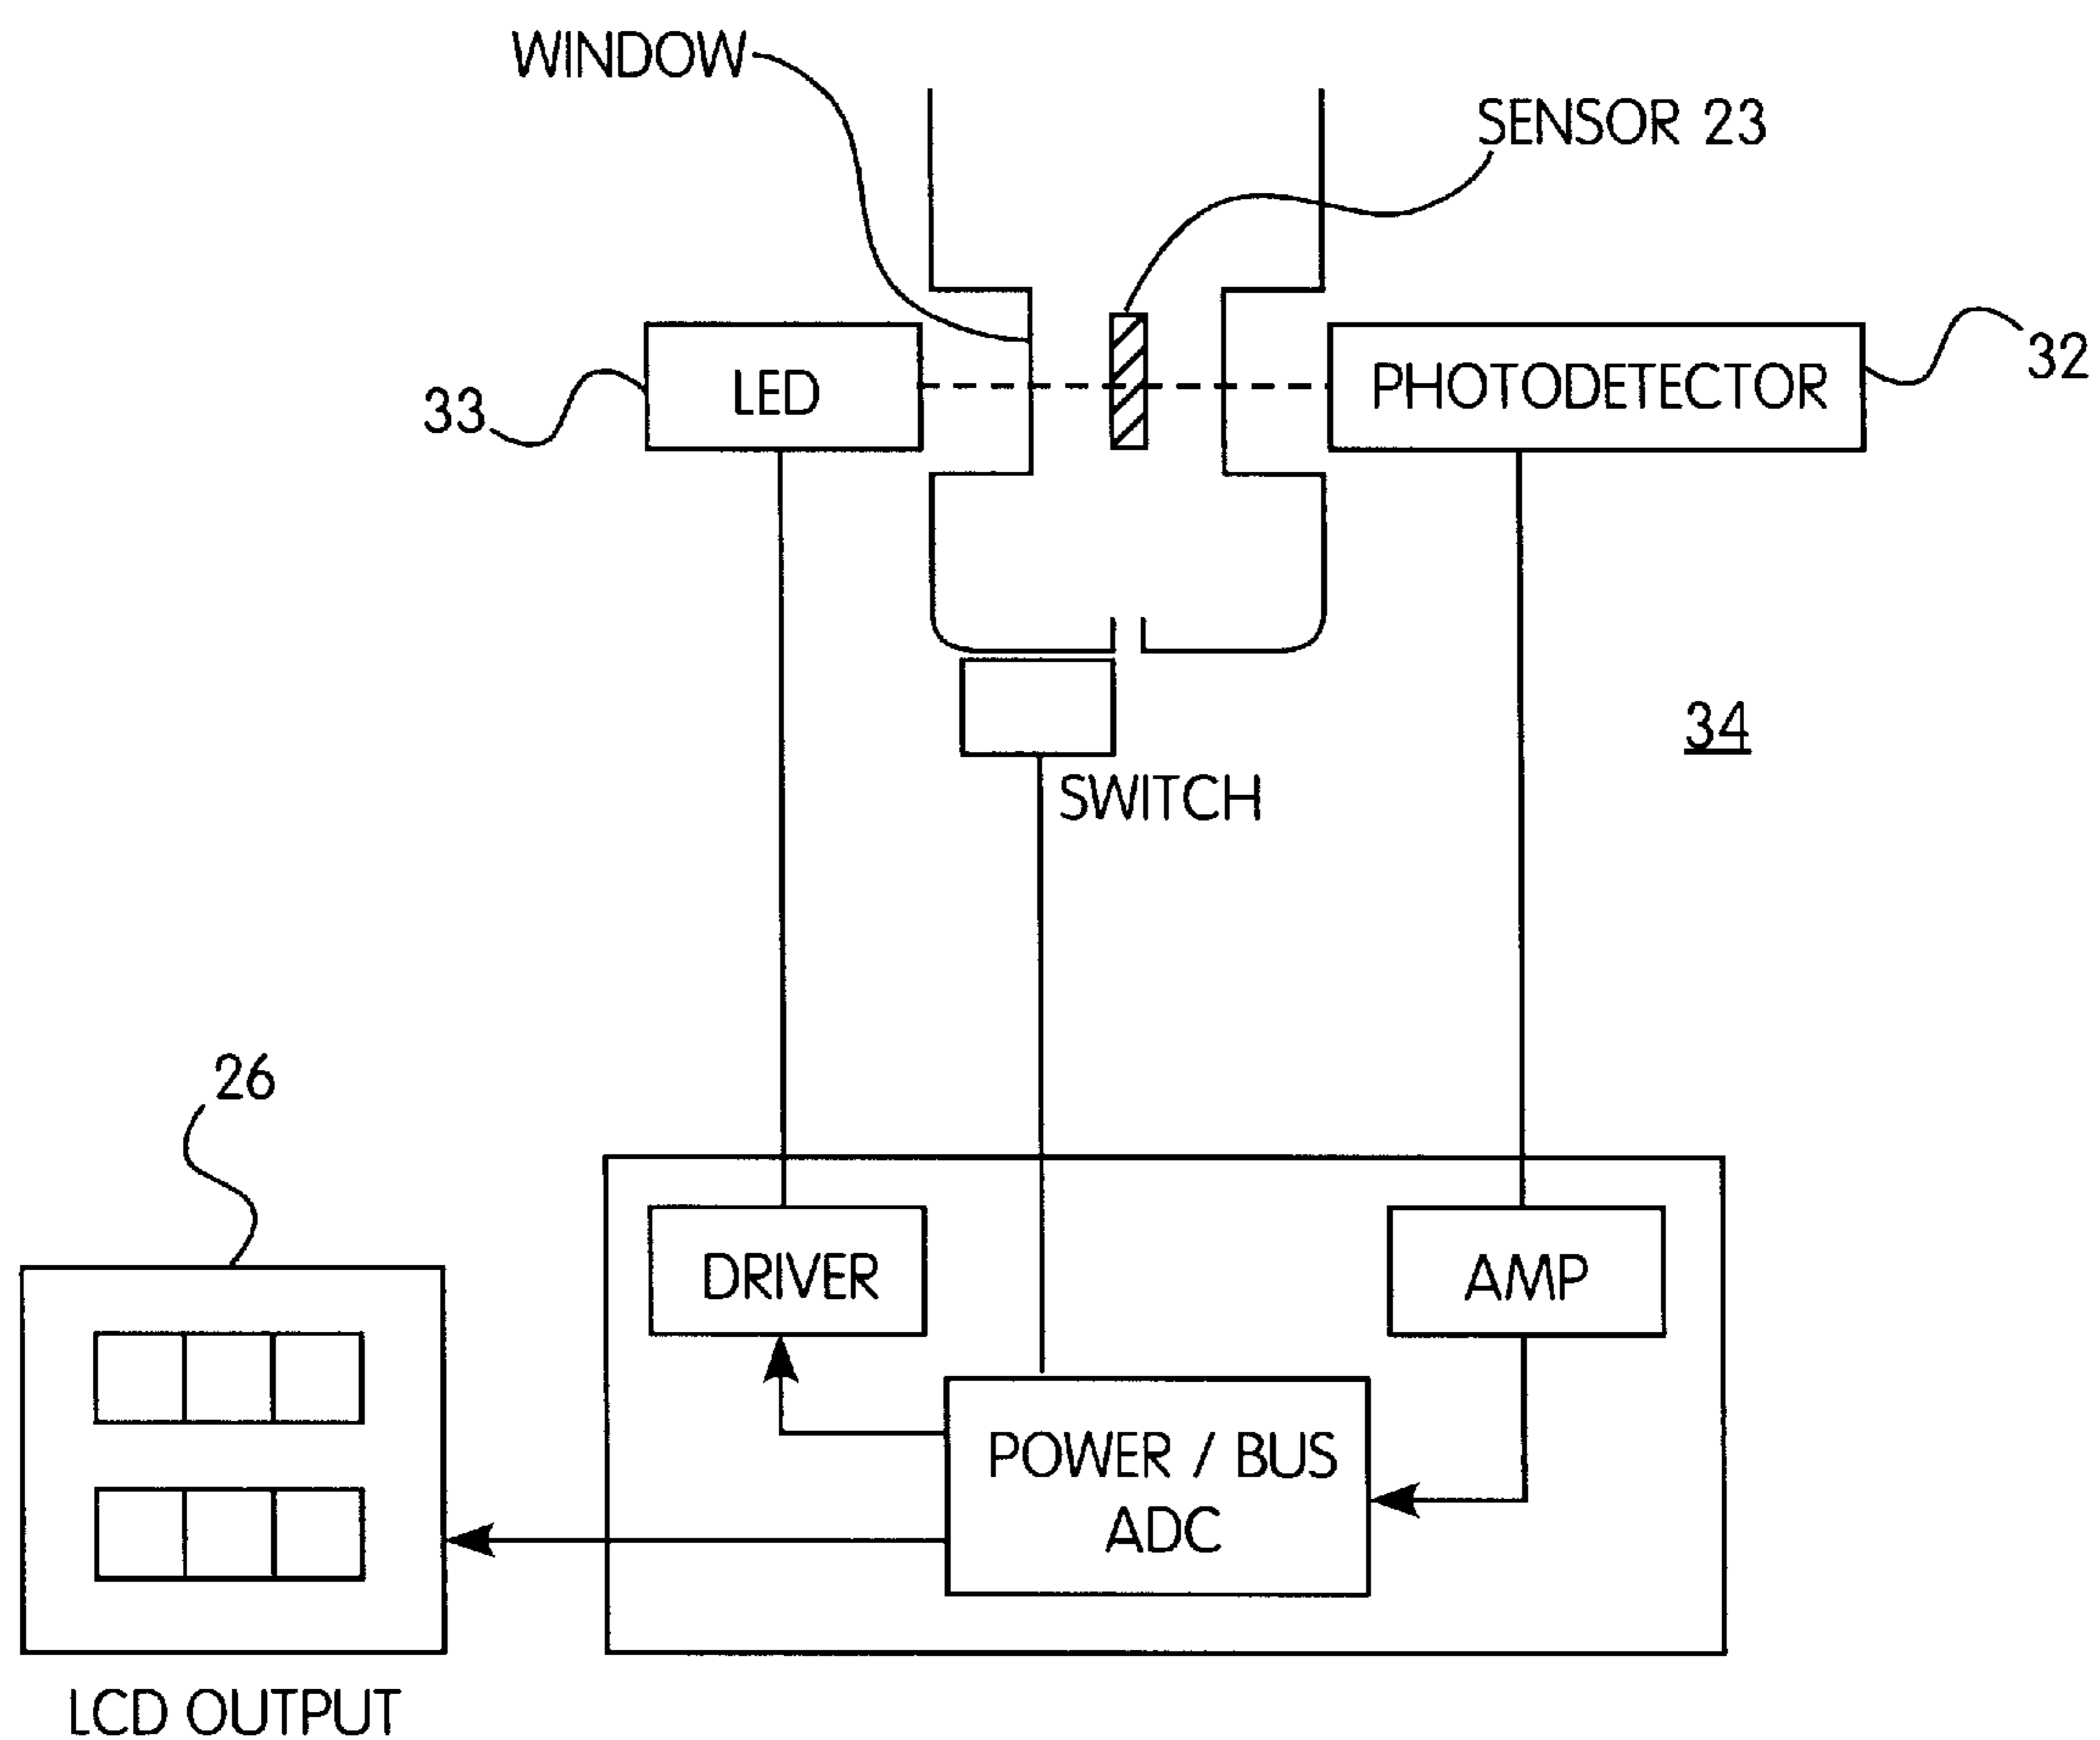 WINDOW
SENSOR 23
33
LED
PHOTODETECTOR
32
34
SWITCH
26
DRIVER
AMP
POWER / BUS
ADC
LCD OUTPUT